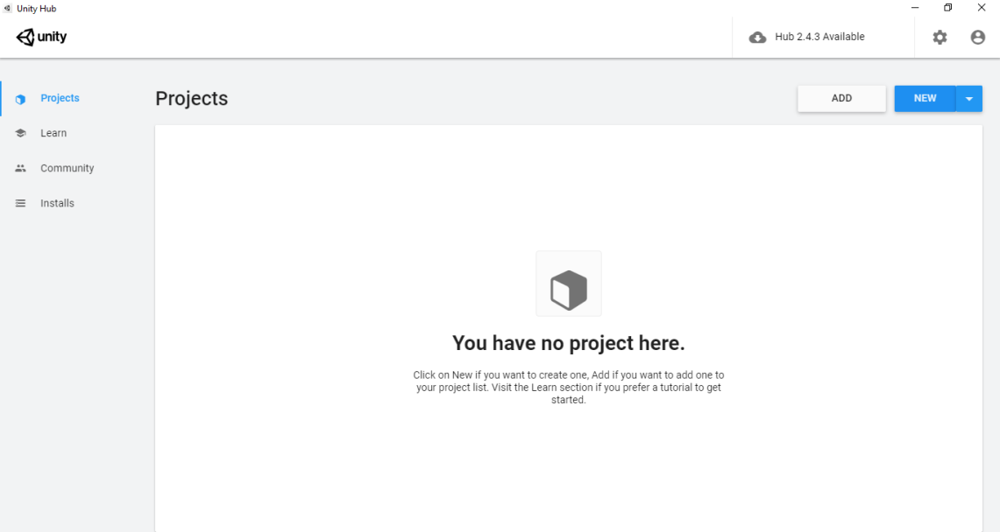 Unity Hub
unity
Hub 2.4.3 Available
Projects
Learn
Community
Installs
Projects
ADD
NEW
You have no project here.
Click on New if you want to create one, Add if you want to add one to
your project list. Visit the Learn section if you prefer a tutorial to get
started.